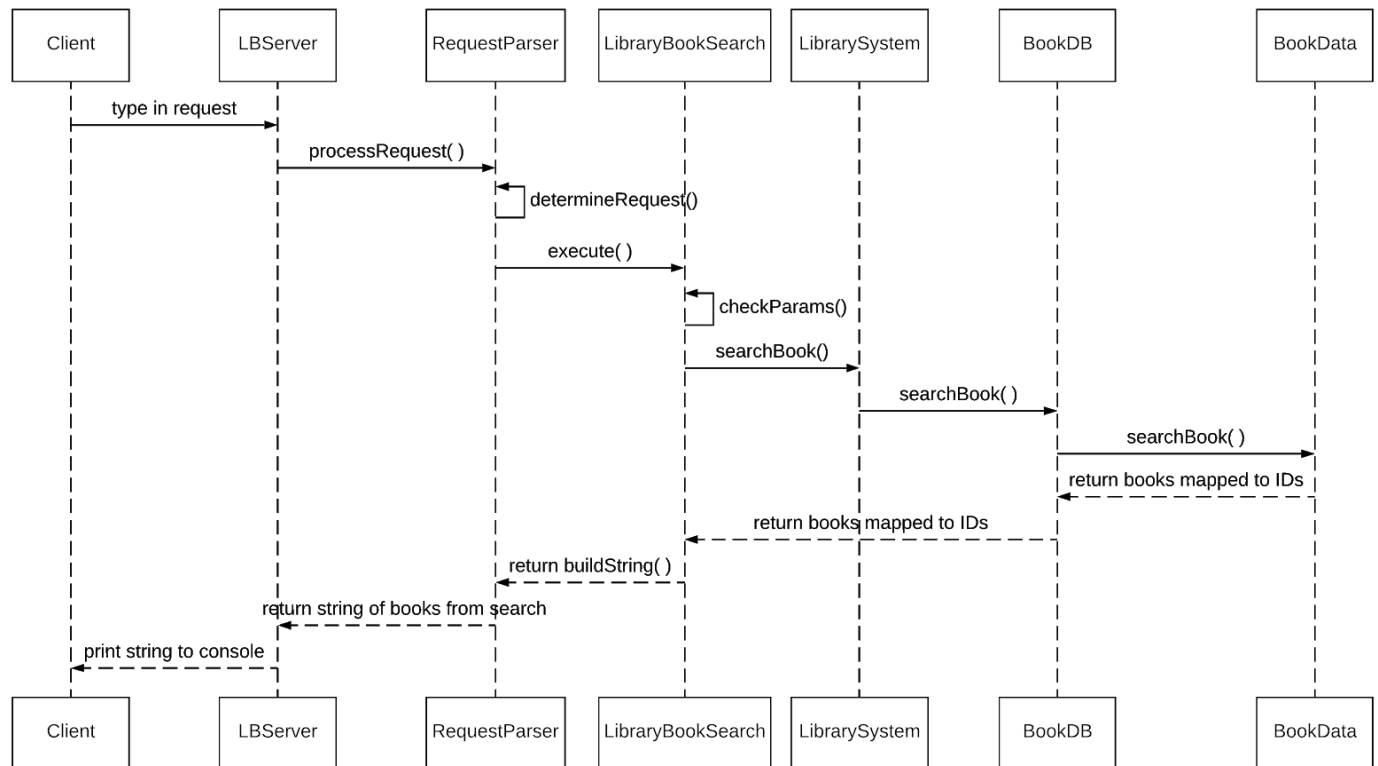 Client
LBServer
RequestParser
LibraryBookSearch
LibrarySystem
BookDB
BookData
type in request
processRequest( )
determineRequest()
execute( )
checkParams()
searchBook()
searchBook( )
searchBook( )
return books mapped to IDs
return books mapped to IDs
return buildString( )
return string of books from search
print string to console
Client
LBServer
RequestParser
LibraryBookSearch
LibrarySystem
BookDB
BookData